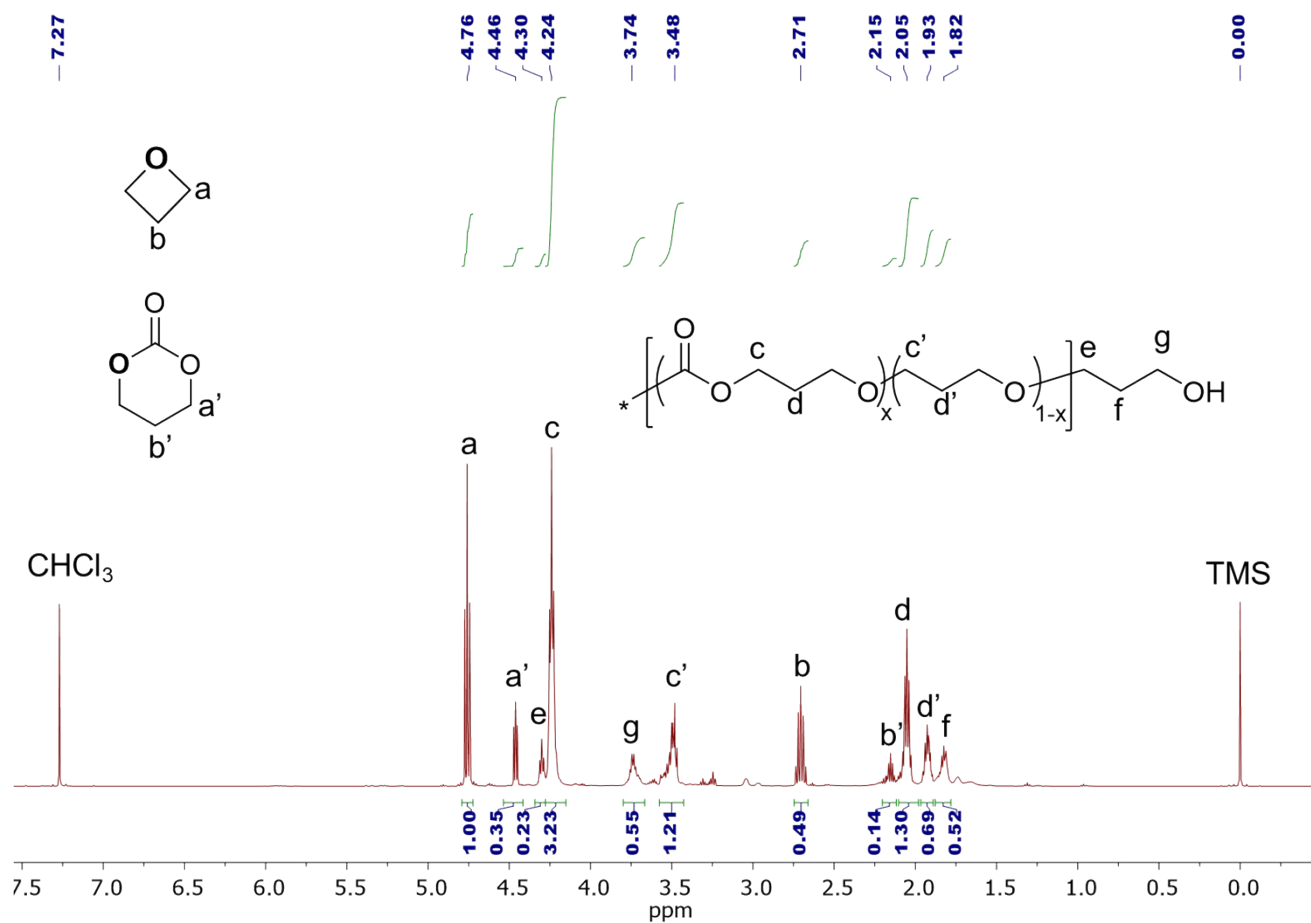 7.27 4.76 4.46 4.30 4.24 3.74 3.48 2.71 2.15 2.05 1.93 1.82 0.00
O
a
b
O
O O
a'
b'
* O O c d O x c' d' O 1-x e f g OH
CHCl3
a
a'
e
c
g
c'
b
b'
d
d'
f
TMS
1.00 0.35 0.23 3.23 0.55 1.21 0.49 0.14 1.30 0.69 0.52
7.5 7.0 6.5 6.0 5.5 5.0 4.5 4.0 3.5 3.0 2.5 2.0 1.5 1.0 0.5 0.0
ppm